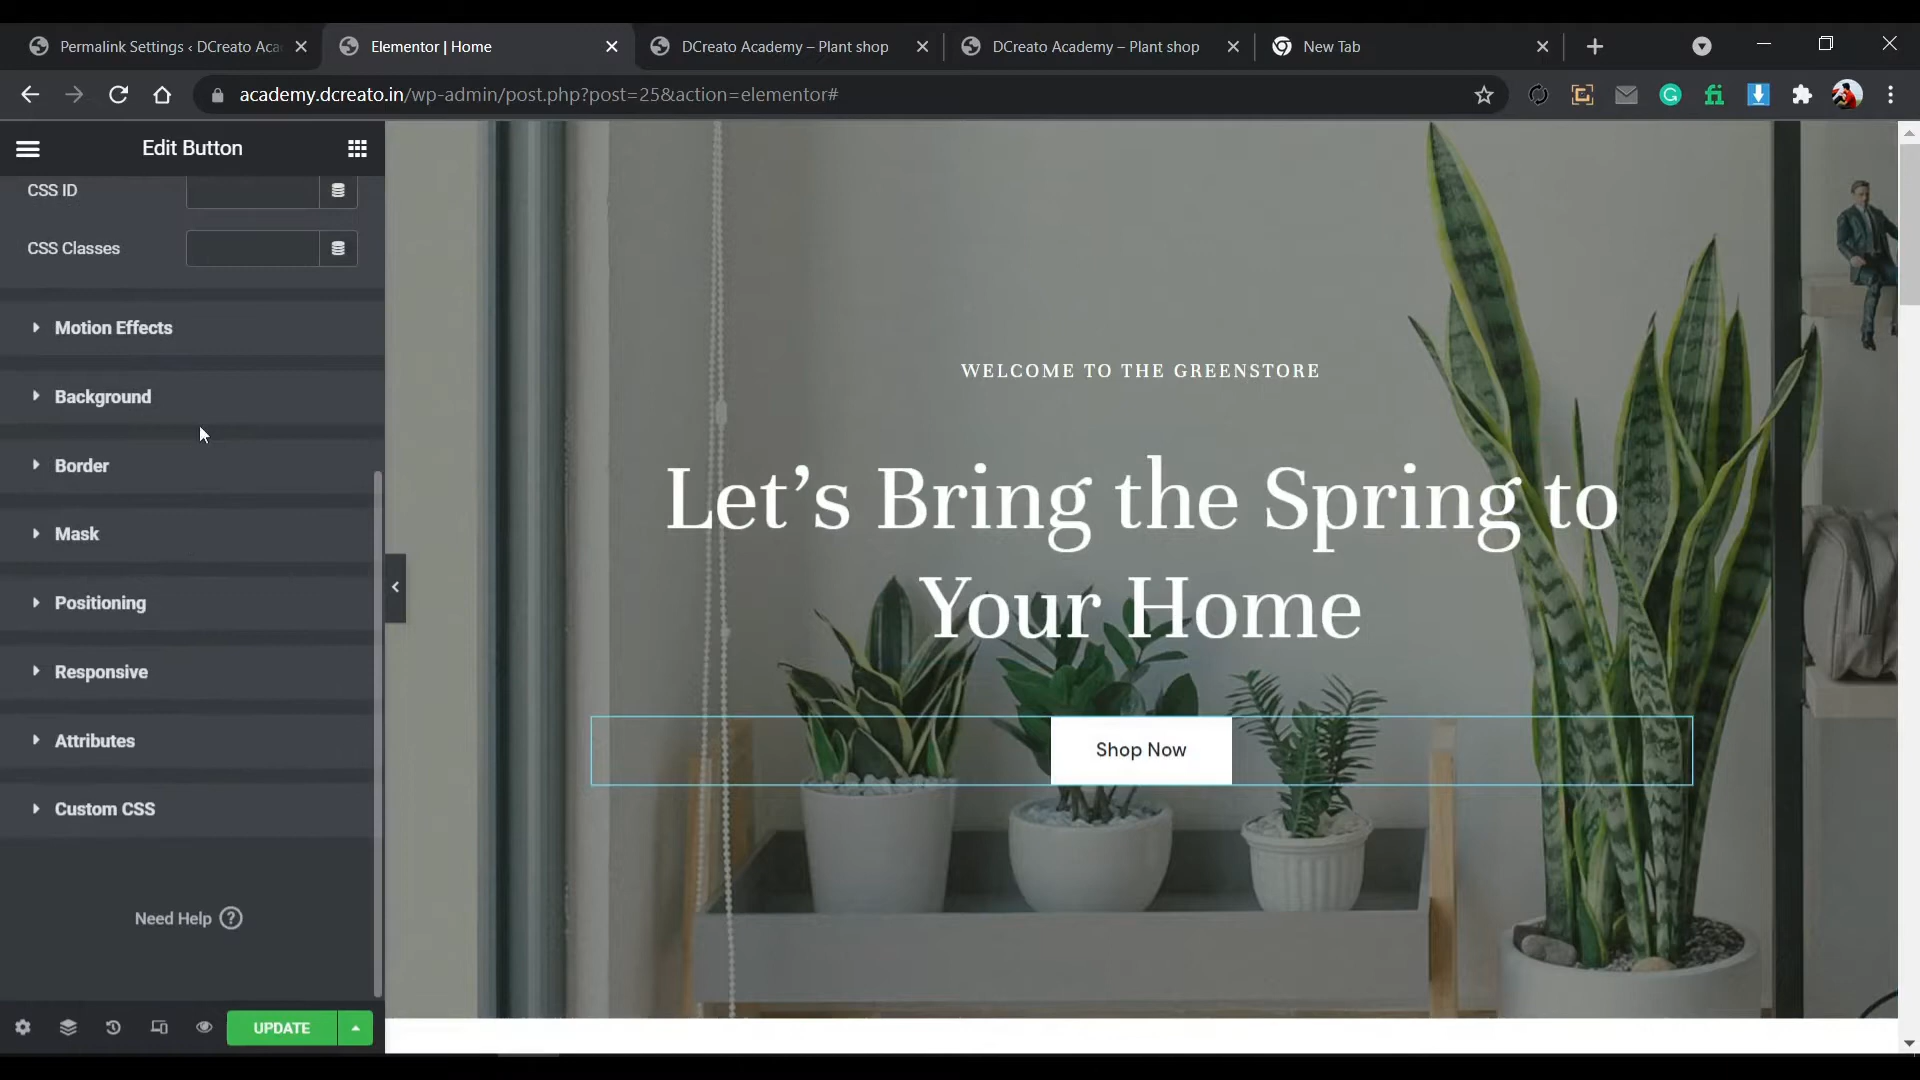 Permalink Settings ‹ DCreato Aca
Elementor | Home
DCreato Academy – Plant shop
DCreato Academy – Plant shop
New Tab
academy.dcreato.in/wp-admin/post.php?post=25&action=elementor#
Edit Button
CSS ID
CSS Classes
Motion Effects
Background
Border
Mask
Positioning
Responsive
Attributes
Custom CSS
Need Help ?
UPDATE
WELCOME TO THE GREENSTORE
Let’s Bring the Spring to
Your Home
Shop Now